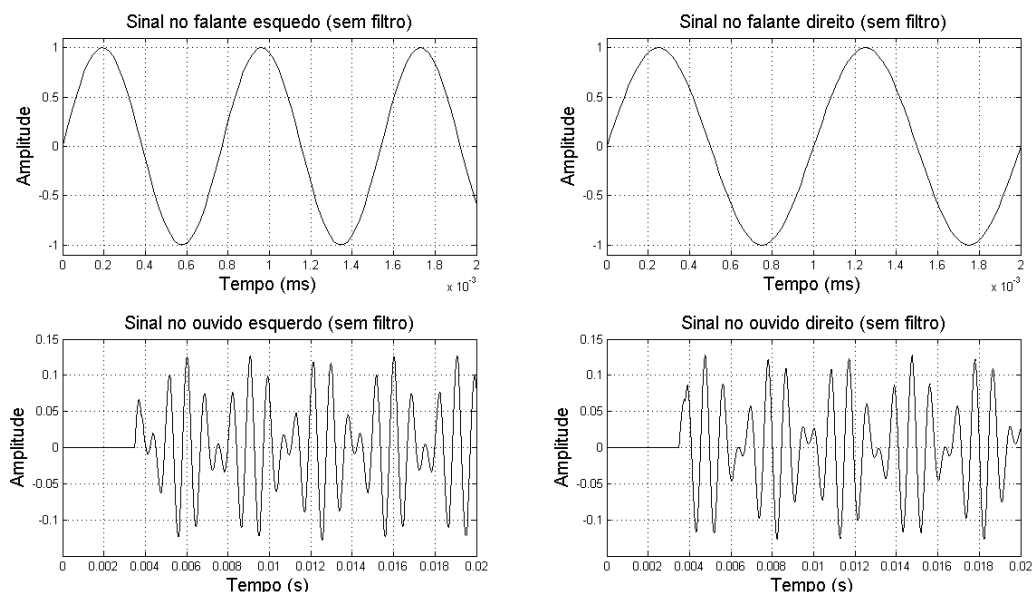 Sinal no falante esquedo (sem filtro)
Amplitude
1
0.5
0
-0.5
-1
0 0.2 0.4 0.6 0.8 1 1.2 1.4 1.6 1.8 2
Tempo (ms)
x 10⁻³
Sinal no falante direito (sem filtro)
Amplitude
1
0.5
0
-0.5
-1
0 0.2 0.4 0.6 0.8 1.0 1.2 1.4 1.6 1.8 2
Tempo (ms)
x 10⁻³
Sinal no ouvido esquerdo (sem filtro)
Amplitude
0.15
0.1
0.05
0
-0.05
-0.1
0 0.002 0.004 0.006 0.008 0.01 0.012 0.014 0.016 0.018 0.02
Tempo (s)
Sinal no ouvido direito (sem filtro)
Amplitude
0.15
0.1
0.05
0
-0.05
-0.1
0 0.002 0.004 0.006 0.008 0.01 0.012 0.014 0.016 0.018 0.02
Tempo (s)